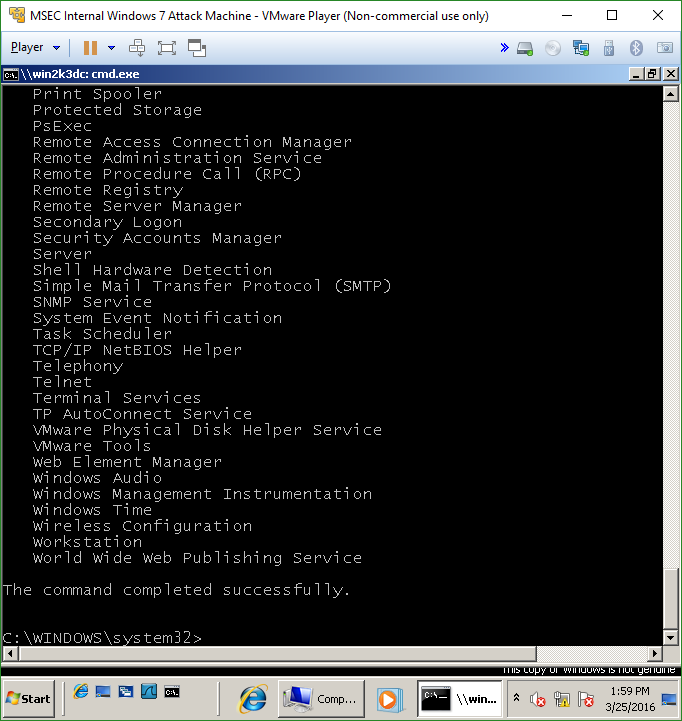 MSEC Internal Windows 7 Attack Machine - VMware Player (Non-commercial use only)
Player
\\win2k3dc: cmd.exe
Print Spooler
Protected Storage
PsExec
Remote Access Connection Manager
Remote Administration Service
Remote Procedure Call (RPC)
Remote Registry
Remote Server Manager
Secondary Logon
Security Accounts Manager
Server
Shell Hardware Detection
Simple Mail Transfer Protocol (SMTP)
SNMP Service
System Event Notification
Task Scheduler
TCP/IP NetBIOS Helper
Telephony
Telnet
Terminal Services
TP AutoConnect Service
VMware Physical Disk Helper Service
VMware Tools
Web Element Manager
Windows Audio
Windows Management Instrumentation
Windows Time
Wireless Configuration
Workstation
World Wide Web Publishing Service
The command completed successfully.
C:\WINDOWS\system32>
This copy of Windows is not genuine
Start
Comp...
\\win...
1:59 PM
3/25/2016